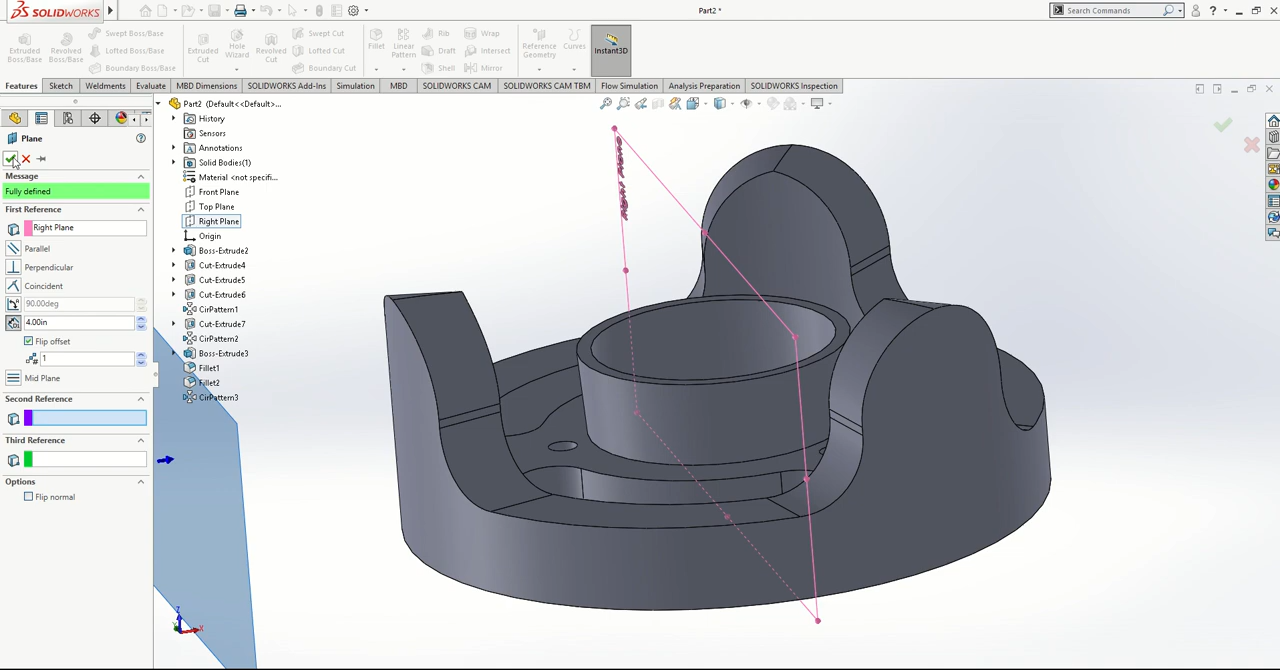 SOLIDWORKS
Part2 *
Search Commands
Extruded Boss/Base
Revolved Boss/Base
Swept Boss/Base
Lofted Boss/Base
Boundary Boss/Base
Extruded Cut
Hole Wizard
Revolved Cut
Swept Cut
Lofted Cut
Boundary Cut
Fillet
Linear Pattern
Rib
Draft
Shell
Wrap
Intersect
Mirror
Reference Geometry
Curves
Instant3D
Features
Sketch
Weldments
Evaluate
MBD Dimensions
SOLIDWORKS Add-Ins
Simulation
MBD
SOLIDWORKS CAM
SOLIDWORKS CAM TBM
Flow Simulation
Analysis Preparation
SOLIDWORKS Inspection
Plane
Message
Fully defined
First Reference
Right Plane
Parallel
Perpendicular
Coincident
90.00deg
4.00in
Flip offset
1
Mid Plane
Second Reference
Third Reference
Options
Flip normal
Part2 (Default<<Default>...
History
Sensors
Annotations
Solid Bodies(1)
Material <not specifi...
Front Plane
Top Plane
Right Plane
Origin
Boss-Extrude2
Cut-Extrude4
Cut-Extrude5
Cut-Extrude6
CirPattern1
Cut-Extrude7
CirPattern2
Boss-Extrude3
Fillet1
Fillet2
CirPattern3
Z
X